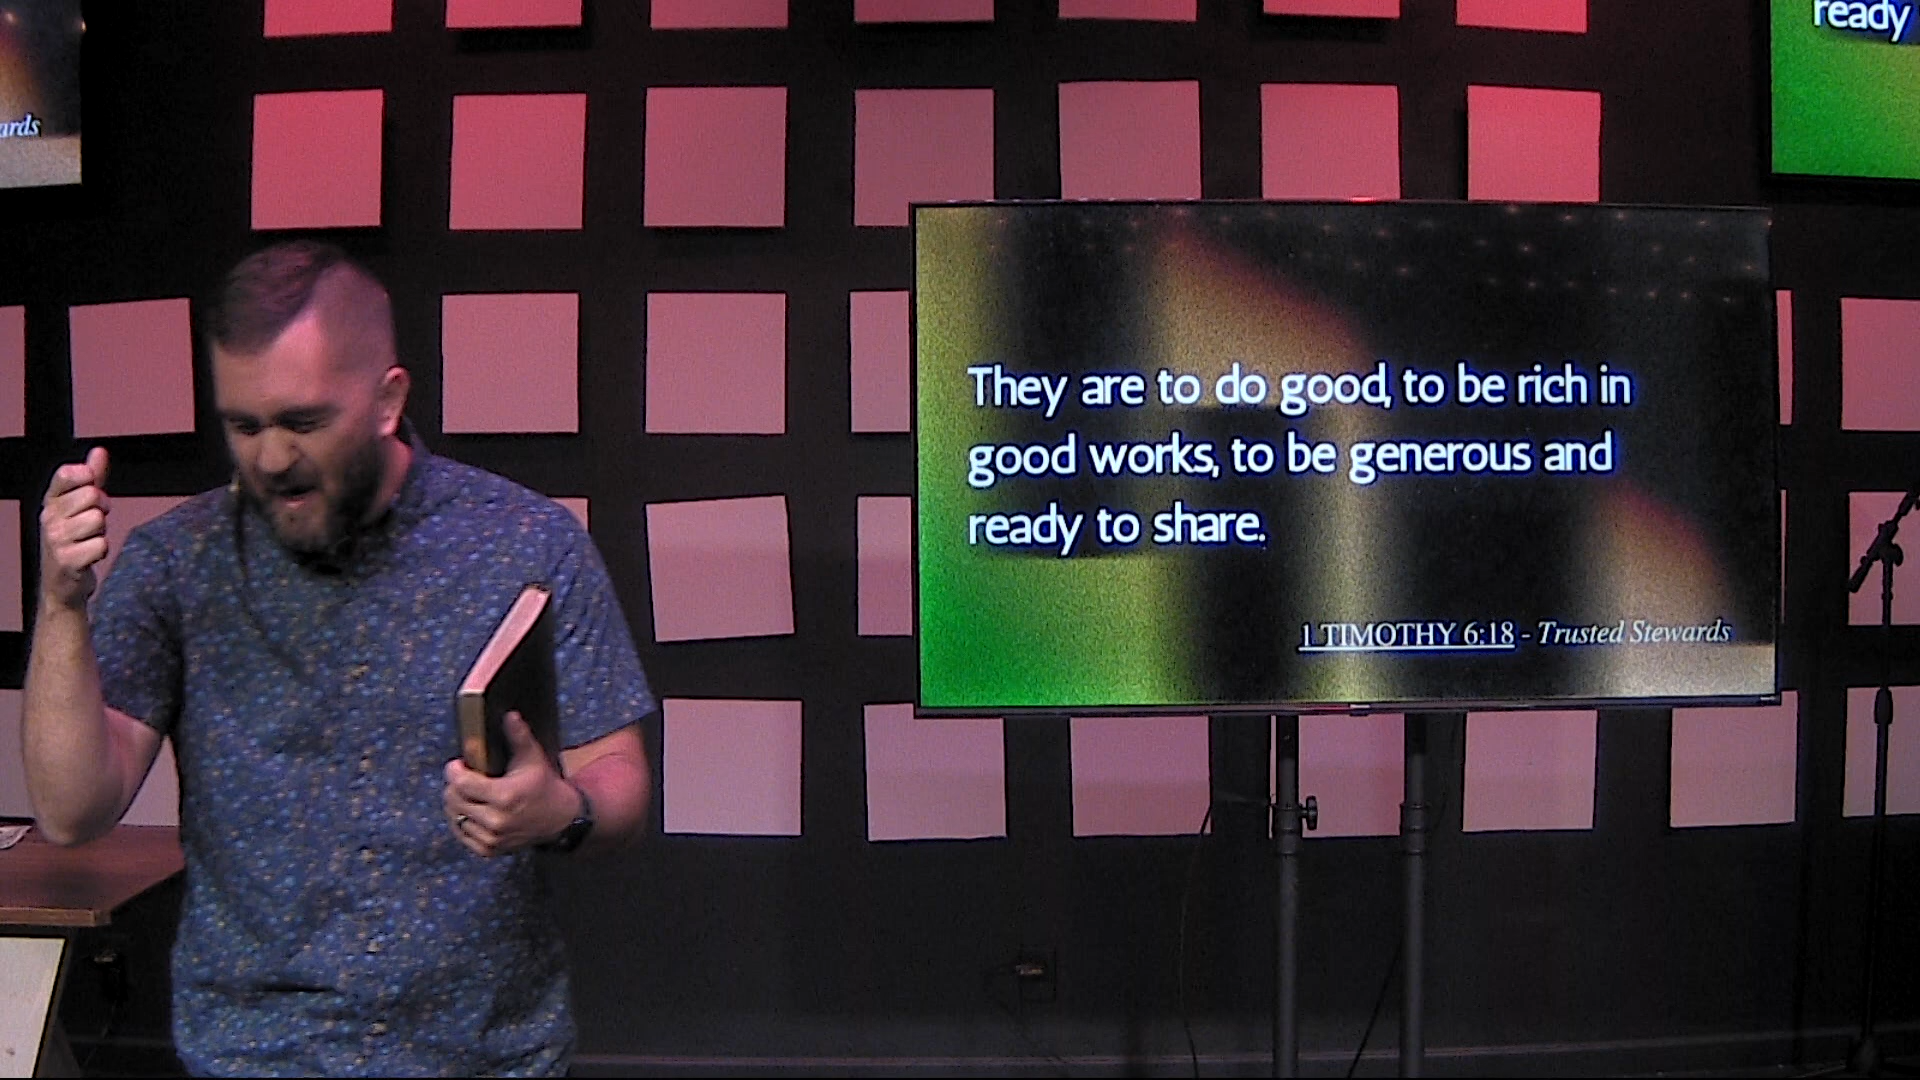 ards
ready
They are to do good, to be rich in
good works, to be generous and
ready to share.
1 TIMOTHY 6:18 - Trusted Stewards